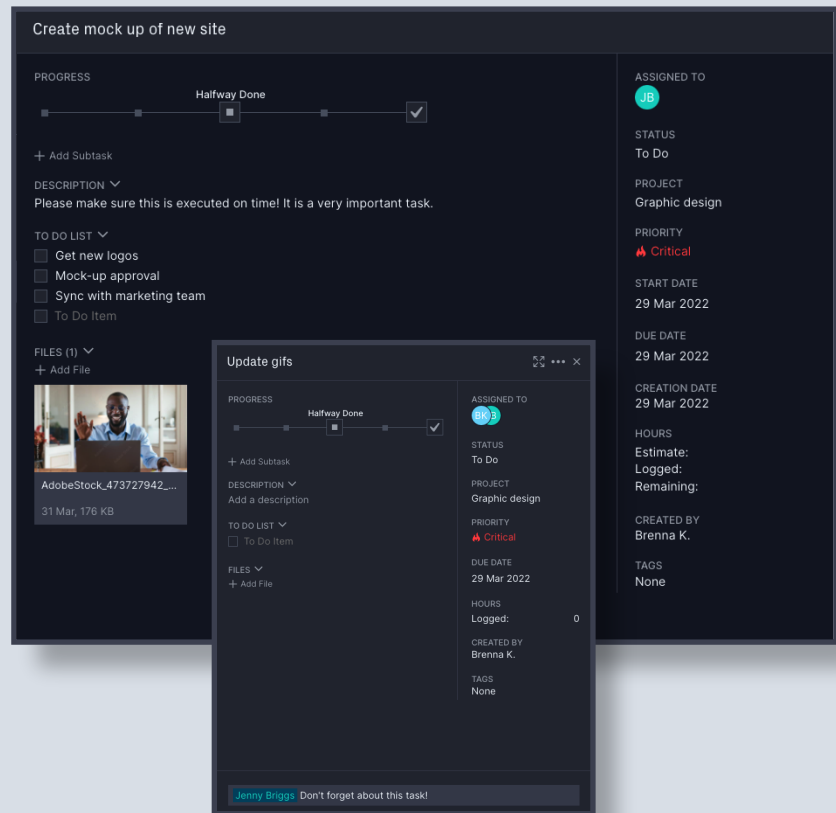 Create mock up of new site
PROGRESS
Halfway Done
+ Add Subtask
DESCRIPTION
Please make sure this is executed on time! It is a very important task.
TO DO LIST
Get new logos
Mock-up approval
Sync with marketing team
To Do Item
FILES (1)
+ Add File
AdobeStock_473727942_...
31 Mar, 176 KB
ASSIGNED TO
JB
STATUS
To Do
PROJECT
Graphic design
PRIORITY
Critical
START DATE
29 Mar 2022
DUE DATE
29 Mar 2022
CREATION DATE
29 Mar 2022
HOURS
Estimate:
Logged:
Remaining:
CREATED BY
Brenna K.
TAGS
None
Update gifs
PROGRESS
Halfway Done
+ Add Subtask
DESCRIPTION
Add a description
TO DO LIST
To Do Item
FILES
+ Add File
ASSIGNED TO
BK B
STATUS
To Do
PROJECT
Graphic design
PRIORITY
Critical
DUE DATE
29 Mar 2022
HOURS
Logged: 0
CREATED BY
Brenna K.
TAGS
None
Jenny Briggs Don't forget about this task!